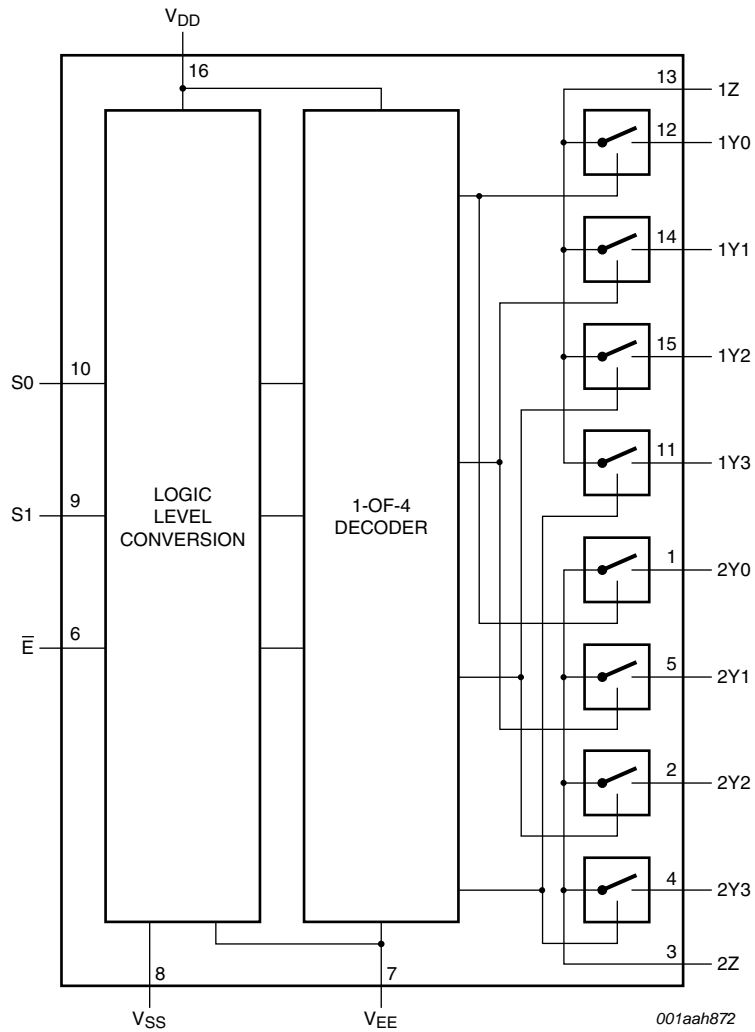 VDD
16
13
1Z
12
1Y0
14
1Y1
15
1Y2
S0
10
11
1Y3
S1
9
LOGIC
LEVEL
CONVERSION
1-OF-4
DECODER
1
2Y0
E̅
6
5
2Y1
2
2Y2
4
2Y3
3
2Z
8
7
VSS
VEE
001aah872